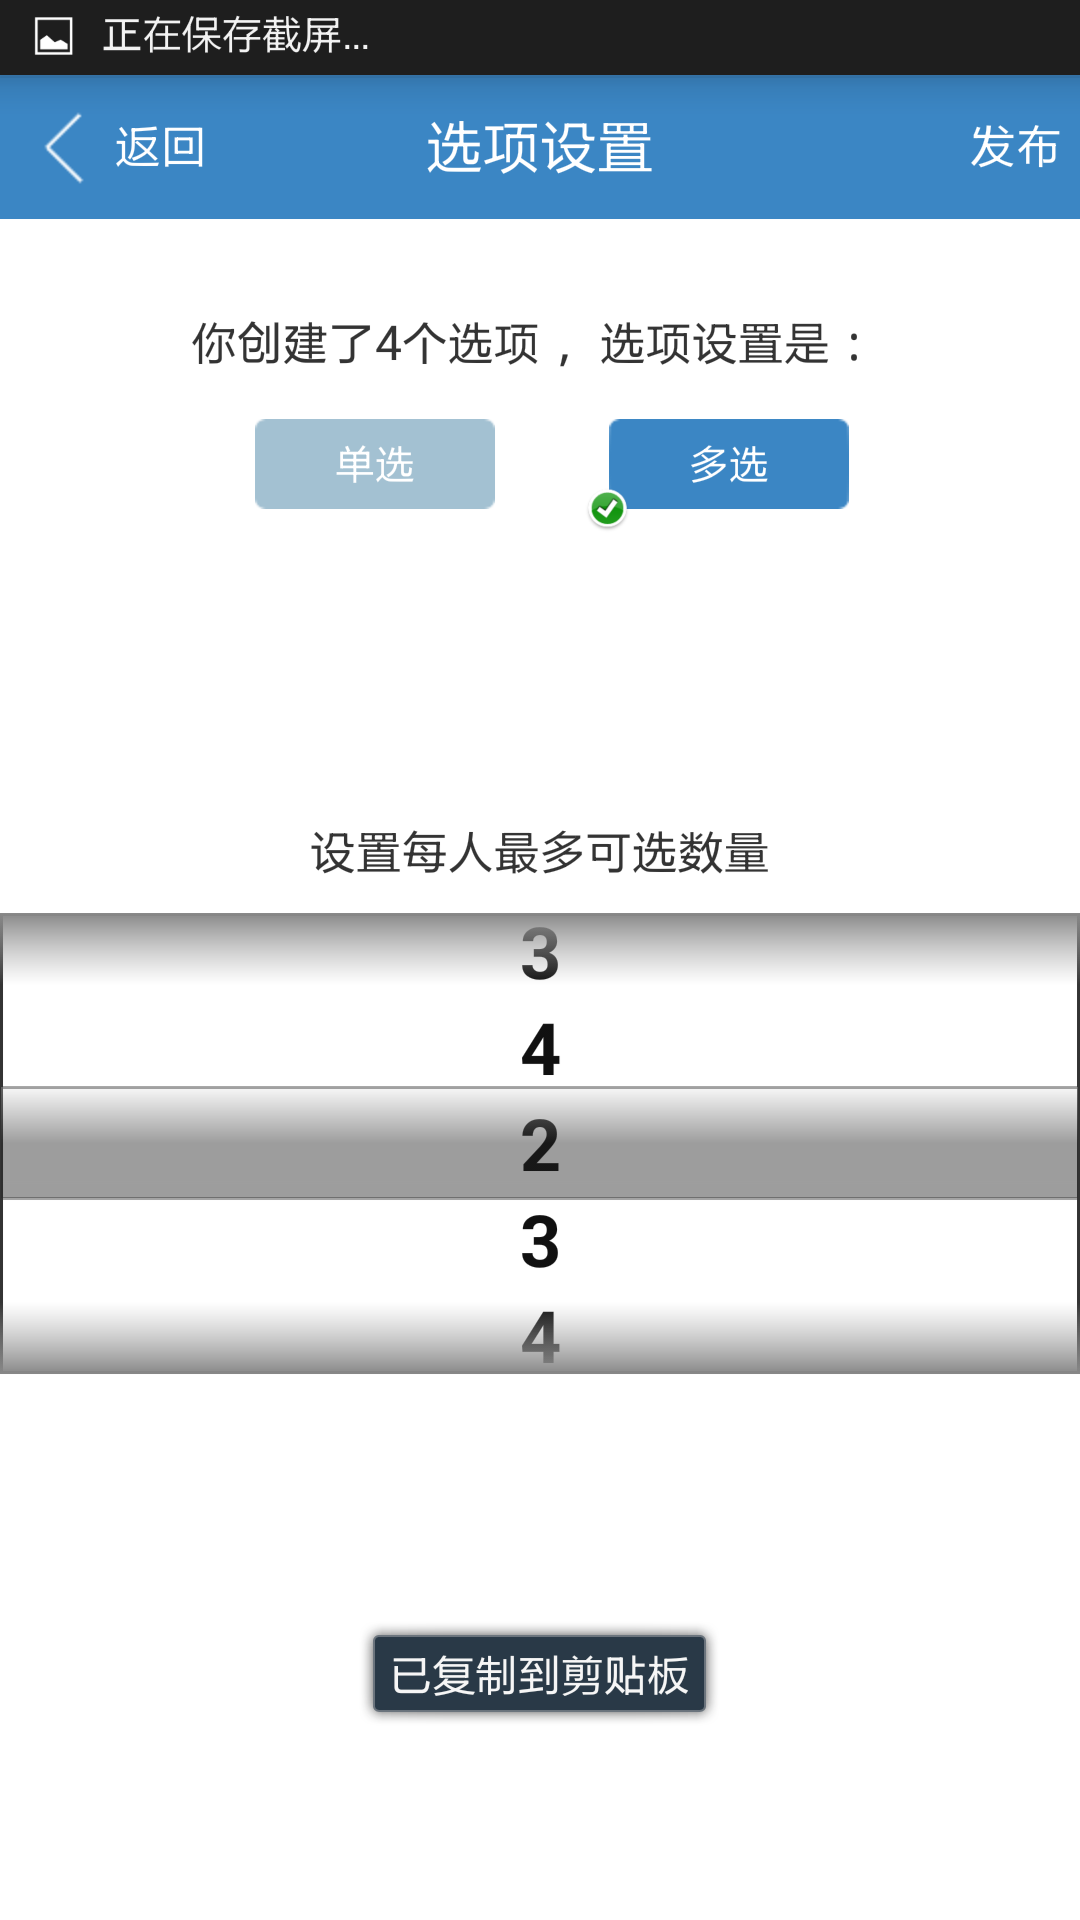 正在保存截屏...
返回 选项设置 发布
你创建了4个选项，选项设置是：
单选 多选
设置每人最多可选数量
3
4
2
3
4
已复制到剪贴板